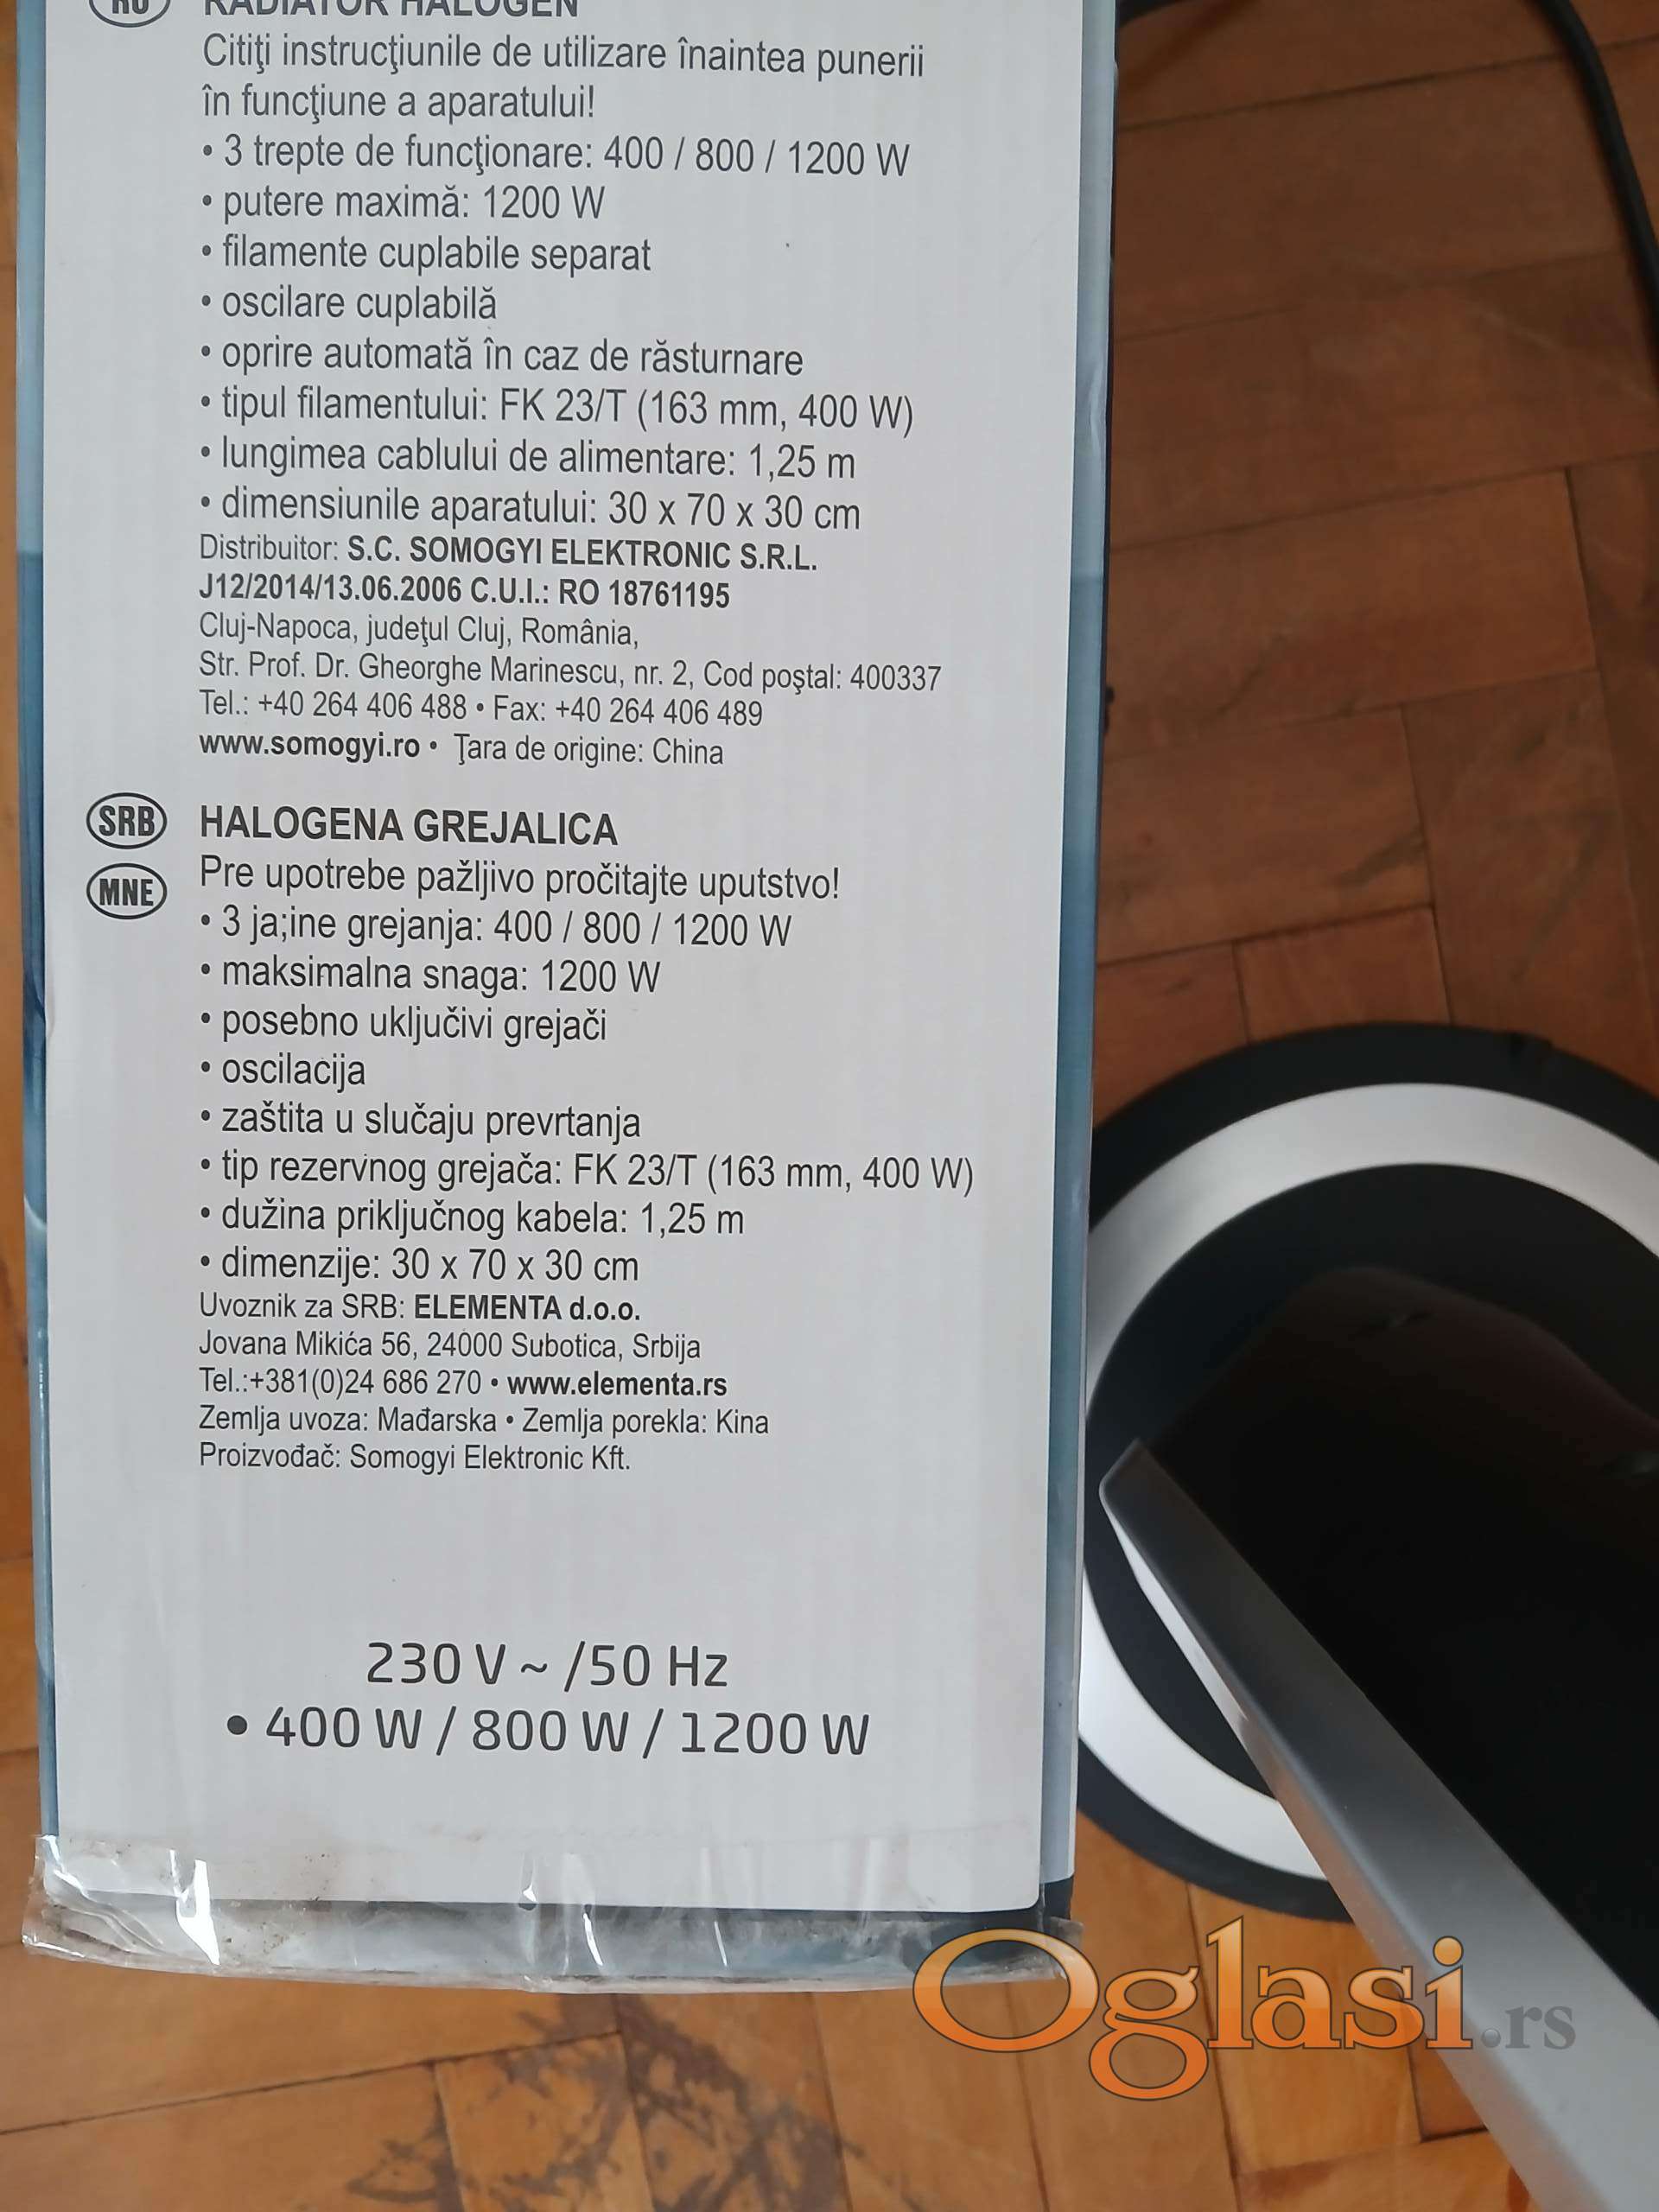 RO
RADIATOR HALOGEN
Citiţi instrucţiunile de utilizare înaintea punerii
în funcţiune a aparatului!
• 3 trepte de funcţionare: 400 / 800 / 1200 W
• putere maximă: 1200 W
• filamente cuplabile separat
• oscilare cuplabilă
• oprire automată în caz de răsturnare
• tipul filamentului: FK 23/T (163 mm, 400 W)
• lungimea cablului de alimentare: 1,25 m
• dimensiunile aparatului: 30 x 70 x 30 cm
Distribuitor: S.C. SOMOGYI ELEKTRONIC S.R.L.
J12/2014/13.06.2006 C.U.I.: RO 18761195
Cluj-Napoca, judeţul Cluj, România,
Str. Prof. Dr. Gheorghe Marinescu, nr. 2, Cod poştal: 400337
Tel.: +40 264 406 488 • Fax: +40 264 406 489
www.somogyi.ro • Ţara de origine: China
SRB HALOGENA GREJALICA
MNE Pre upotrebe pažljivo pročitajte uputstvo!
• 3 ja;ine grejanja: 400 / 800 / 1200 W
• maksimalna snaga: 1200 W
• posebno uključivi grejači
• oscilacija
• zaštita u slučaju prevrtanja
• tip rezervnog grejača: FK 23/T (163 mm, 400 W)
• dužina priključnog kabela: 1,25 m
• dimenzije: 30 x 70 x 30 cm
Uvoznik za SRB: ELEMENTA d.o.o.
Jovana Mikića 56, 24000 Subotica, Srbija
Tel.:+381(0)24 686 270 • www.elementa.rs
Zemlja uvoza: Mađarska • Zemlja porekla: Kina
Proizvođač: Somogyi Elektronic Kft.
230 V ~ /50 Hz
• 400 W / 800 W / 1200 W
Oglasi.rs